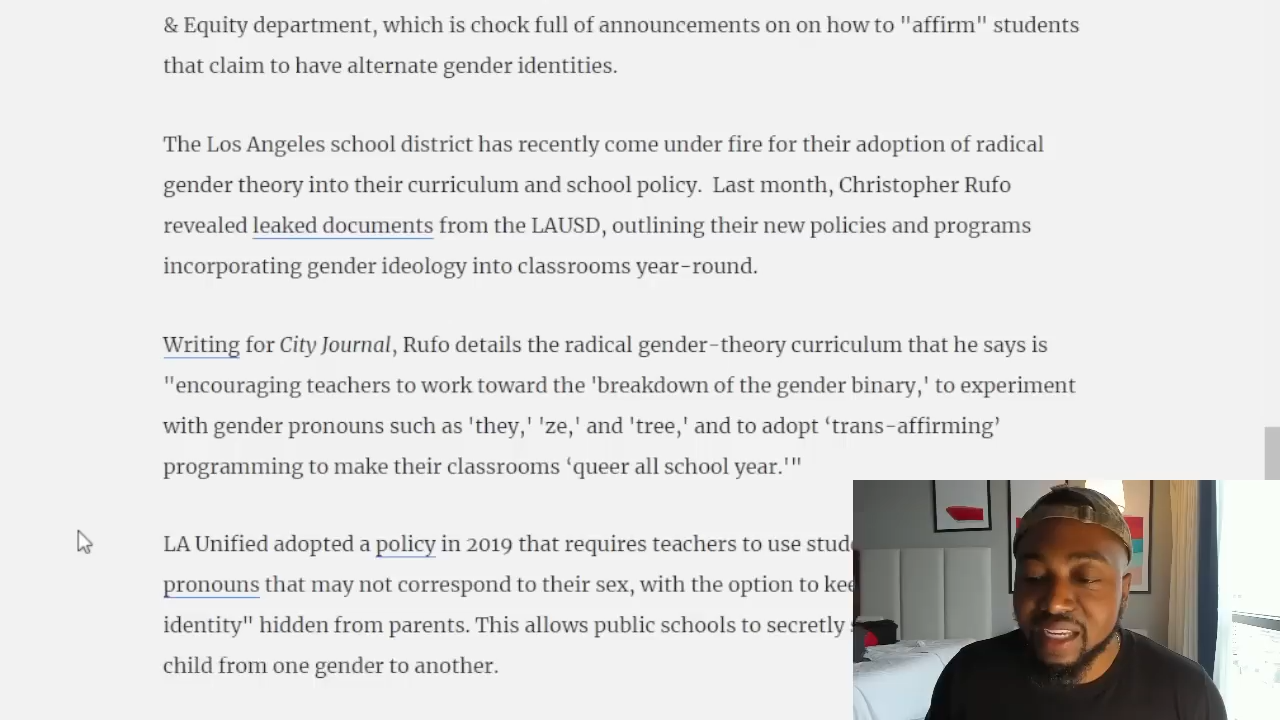 & Equity department, which is chock full of announcements on on how to "affirm" students
that claim to have alternate gender identities.
The Los Angeles school district has recently come under fire for their adoption of radical
gender theory into their curriculum and school policy. Last month, Christopher Rufo
revealed leaked documents from the LAUSD, outlining their new policies and programs
incorporating gender ideology into classrooms year-round.
Writing for City Journal, Rufo details the radical gender-theory curriculum that he says is
"encouraging teachers to work toward the 'breakdown of the gender binary,' to experiment
with gender pronouns such as 'they,' 'ze,' and 'tree,' and to adopt ‘trans-affirming’
programming to make their classrooms ‘queer all school year.'"
LA Unified adopted a policy in 2019 that requires teachers to use
pronouns that may not correspond to their sex, with the option to
identity" hidden from parents. This allows public schools to secretly
child from one gender to another.